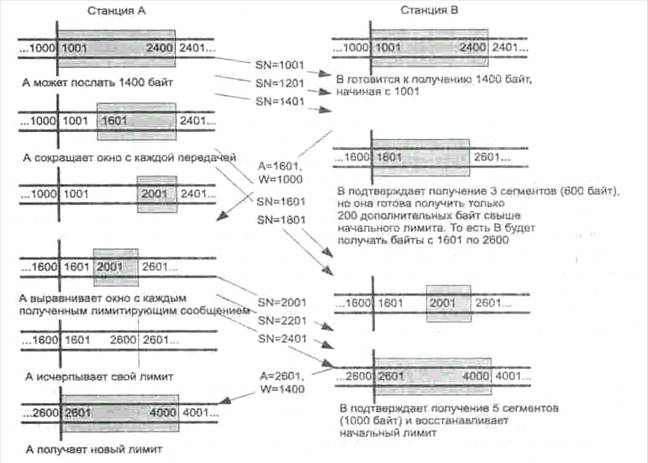 Станция А
...1000 1001 2400 2401...
А может послать 1400 байт
...1000 1001 1601 2401...
А сокращает окно с каждой передачей
...1000 1001 2001 2401...
...1600 1601 2001 2601...
А выравнивает окно с каждым
полученным лимитирующим сообщением
...1600 1601 2600 2601...
А исчерпывает свой лимит
...2600 2601 4000 4001...
А получает новый лимит
SN=1001
SN=1201
SN=1401
A=1601,
W=1000
SN=1601
SN=1801
SN=2001
SN=2201
SN=2401
A=2601,
W=1400
Станция В
...1000 1001 2400 2401...
В готовится к получению 1400 байт,
начиная с 1001
...1600 1601 2601...
В подтверждает получение 3 сегментов (600 байт),
но она готова получить только
200 дополнительных байт свыше
начального лимита. То есть В будет
получать байты с 1601 по 2600
...1600 1601 2001 2601...
...2600 2601 4000 4001...
В подтверждает получение 5 сегментов
(1000 байт) и восстанавливает
начальный лимит